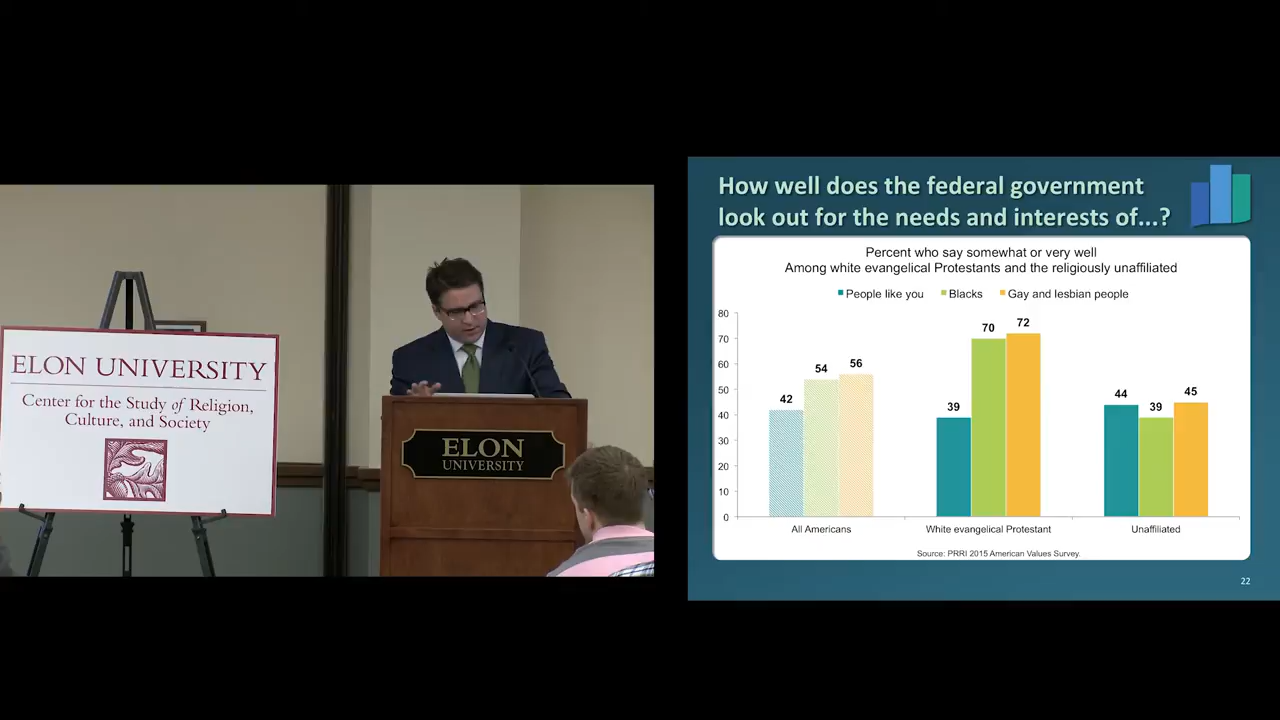 ELON UNIVERSITY
Center for the Study of Religion,
Culture, and Society
ELON
UNIVERSITY
How well does the federal government
look out for the needs and interests of...?
Percent who say somewhat or very well
Among white evangelical Protestants and the religiously unaffiliated
People like you Blacks Gay and lesbian people
80
70
60
50
40
30
20
10
0
42 54 56
39 70 72
44 39 45
All Americans White evangelical Protestant Unaffiliated
Source: PRRI 2015 American Values Survey.
22